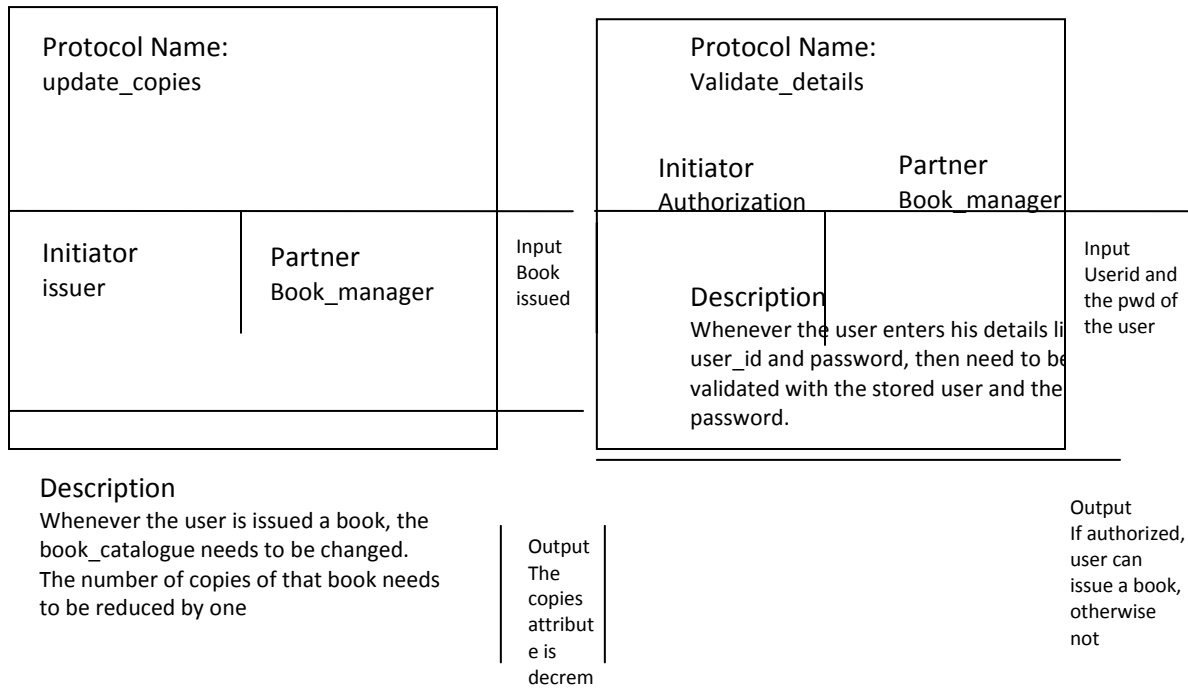 Protocol Name:
update_copies
Initiator
issuer
Partner
Book_manager
Input
Book
issued
Description
Whenever the user is issued a book, the
book_catalogue needs to be changed.
The number of copies of that book needs
to be reduced by one
Output
The
copies
attribut
e is
decrem
Protocol Name:
Validate_details
Initiator
Authorization
Partner
Book_manager
Input
Userid and
the pwd of
the user
Description
Whenever the user enters his details li
user_id and password, then need to be
validated with the stored user and the
password.
Output
If authorized,
user can
issue a book,
otherwise
not